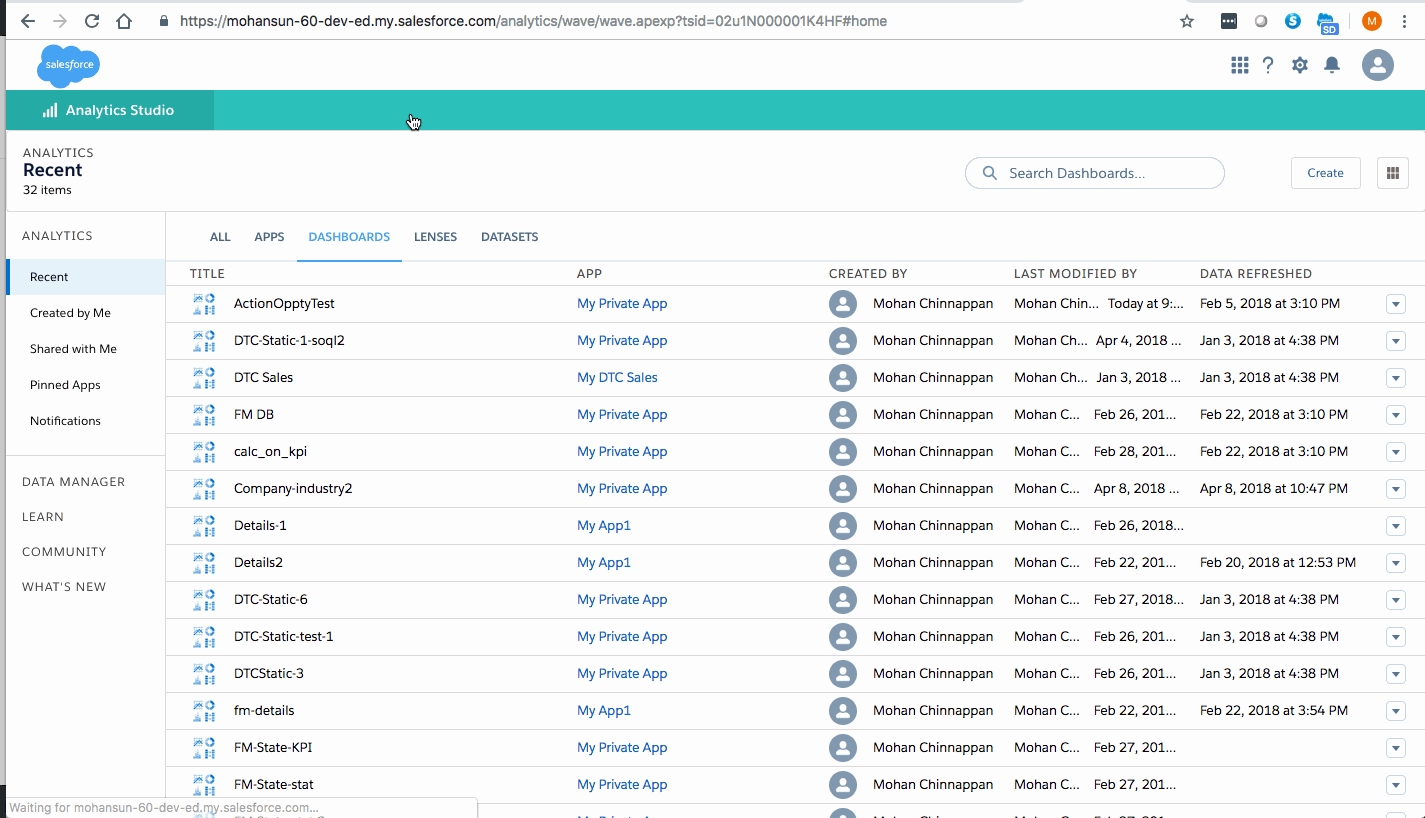 https://mohansun-60-dev-ed.my.salesforce.com/analytics/wave/wave.apexp?tsid=02u1N000001K4HF#home
S
SD
M
salesforce
?
Analytics Studio
ANALYTICS
Recent
32 items
Search Dashboards...
Create
ANALYTICS
Recent
Created by Me
Shared with Me
Pinned Apps
Notifications
DATA MANAGER
LEARN
COMMUNITY
WHAT'S NEW
ALL APPS DASHBOARDS LENSES DATASETS
TITLE APP CREATED BY LAST MODIFIED BY DATA REFRESHED
ActionOpptyTest My Private App Mohan Chinnappan Mohan Chin... Today at 9:... Feb 5, 2018 at 3:10 PM
DTC-Static-1-soql2 My Private App Mohan Chinnappan Mohan Ch... Apr 4, 2018 ... Jan 3, 2018 at 4:38 PM
DTC Sales My DTC Sales Mohan Chinnappan Mohan Ch... Jan 3, 2018 ... Jan 3, 2018 at 4:38 PM
FM DB My Private App Mohan Chinnappan Mohan C... Feb 26, 201... Feb 22, 2018 at 3:10 PM
calc_on_kpi My Private App Mohan Chinnappan Mohan C... Feb 28, 201... Feb 22, 2018 at 3:10 PM
Company-industry2 My Private App Mohan Chinnappan Mohan C... Apr 8, 2018 ... Apr 8, 2018 at 10:47 PM
Details-1 My App1 Mohan Chinnappan Mohan C... Feb 26, 2018...
Details2 My App1 Mohan Chinnappan Mohan C... Feb 22, 201... Feb 20, 2018 at 12:53 PM
DTC-Static-6 My Private App Mohan Chinnappan Mohan C... Feb 27, 2018... Jan 3, 2018 at 4:38 PM
DTC-Static-test-1 My Private App Mohan Chinnappan Mohan C... Feb 26, 201... Jan 3, 2018 at 4:38 PM
DTCStatic-3 My Private App Mohan Chinnappan Mohan C... Feb 26, 201... Jan 3, 2018 at 4:38 PM
fm-details My App1 Mohan Chinnappan Mohan C... Feb 22, 201... Feb 22, 2018 at 3:54 PM
FM-State-KPI My Private App Mohan Chinnappan Mohan C... Feb 27, 201...
FM-State-stat My Private App Mohan Chinnappan Mohan C... Feb 27, 201...
Waiting for mohansun-60-dev-ed.my.salesforce.com...